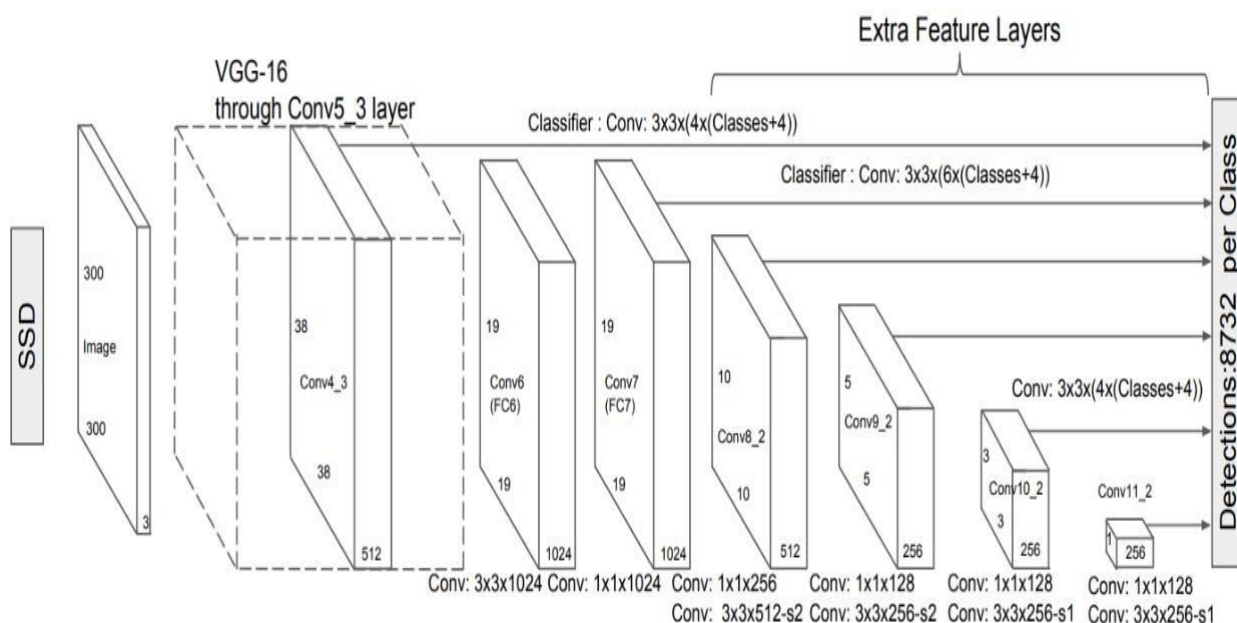 Extra Feature Layers
VGG-16
through Conv5_3 layer
Classifier : Conv: 3x3x(4x(Classes+4))
Classifier : Conv: 3x3x(6x(Classes+4))
SSD
300
Image
300
3
38
Conv4_3
38
512
19
Conv6
(FC6)
19
1024
19
Conv7
(FC7)
19
1024
10
Conv8_2
10
512
5
Conv9_2
5
256
Conv: 3x3x(4x(Classes+4))
3
Conv10_2
3
256
Conv11_2
1
256
Detections:8732 per Class
Conv: 3x3x1024
Conv: 1x1x1024
Conv: 1x1x256
Conv: 3x3x512-s2
Conv: 1x1x128
Conv: 3x3x256-s2
Conv: 1x1x128
Conv: 3x3x256-s1
Conv: 1x1x128
Conv: 3x3x256-s1